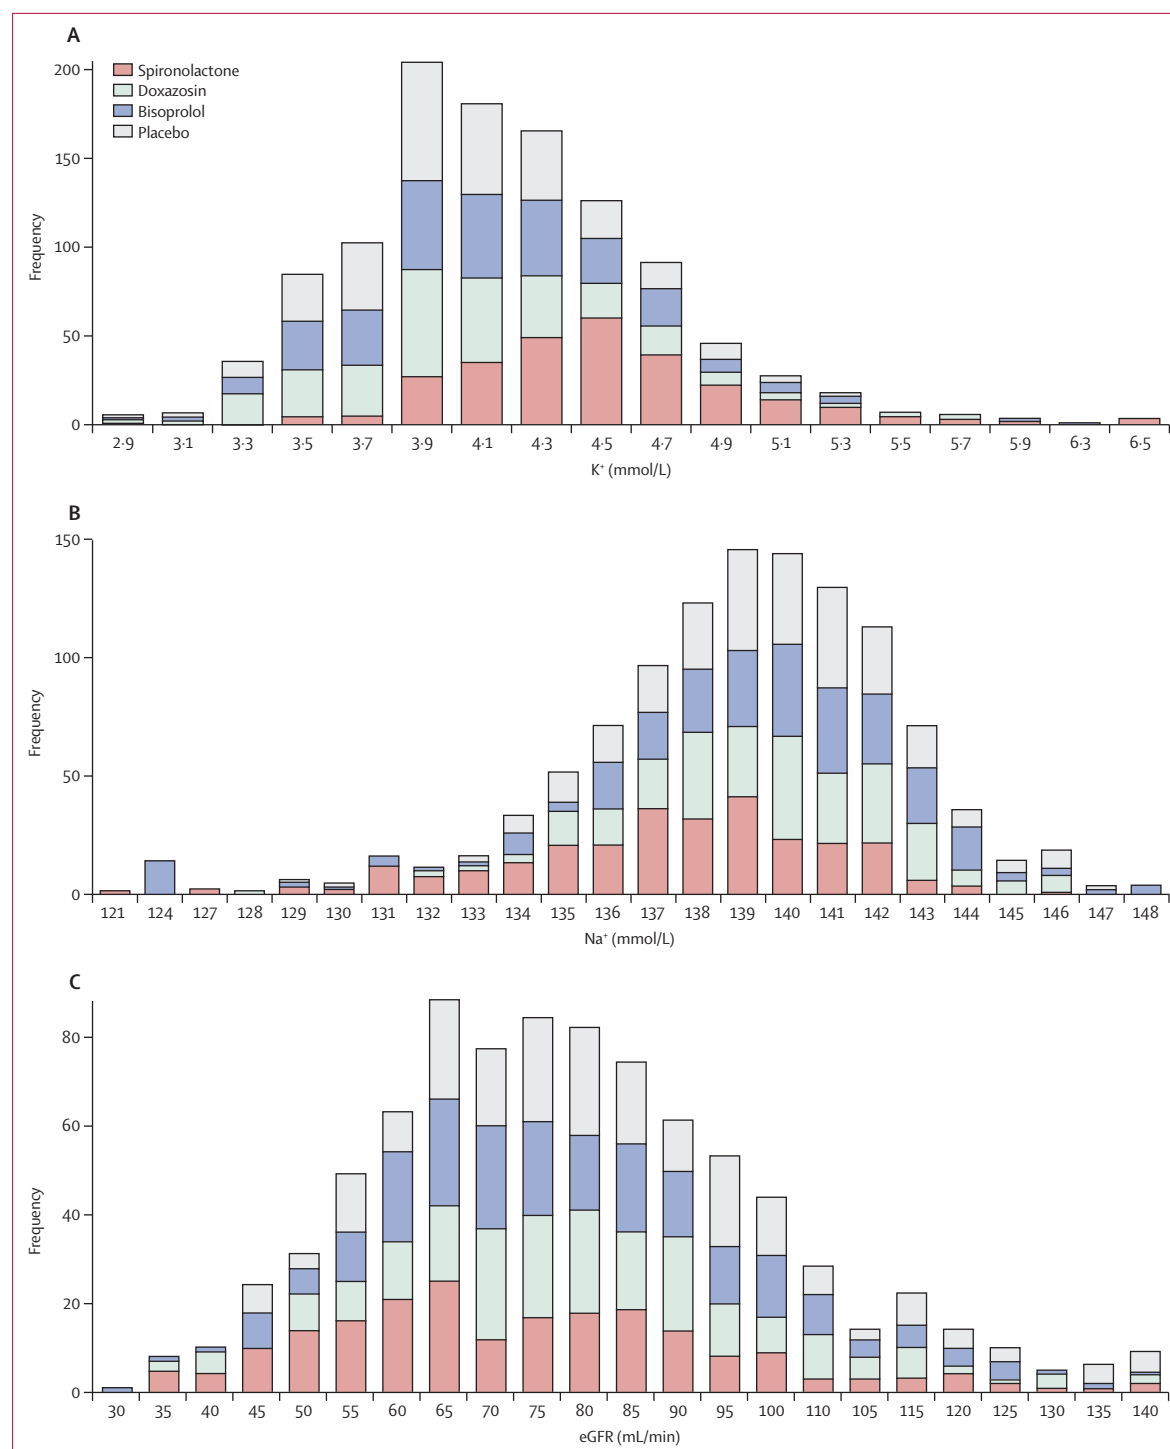 A
Spironolactone
Doxazosin
Bisoprolol
Placebo
200
150
100
50
0
Frequency
2·9 3·1 3·3 3·5 3·7 3·9 4·1 4·3 4·5 4·7 4·9 5·1 5·3 5·5 5·7 5·9 6·3 6·5
K⁺ (mmol/L)
B
150
100
50
0
Frequency
121 124 127 128 129 130 131 132 133 134 135 136 137 138 139 140 141 142 143 144 145 146 147 148
Na⁺ (mmol/L)
C
80
60
40
20
0
Frequency
30 35 40 45 50 55 60 65 70 75 80 85 90 95 100 110 105 115 120 125 130 135 140
eGFR (mL/min)